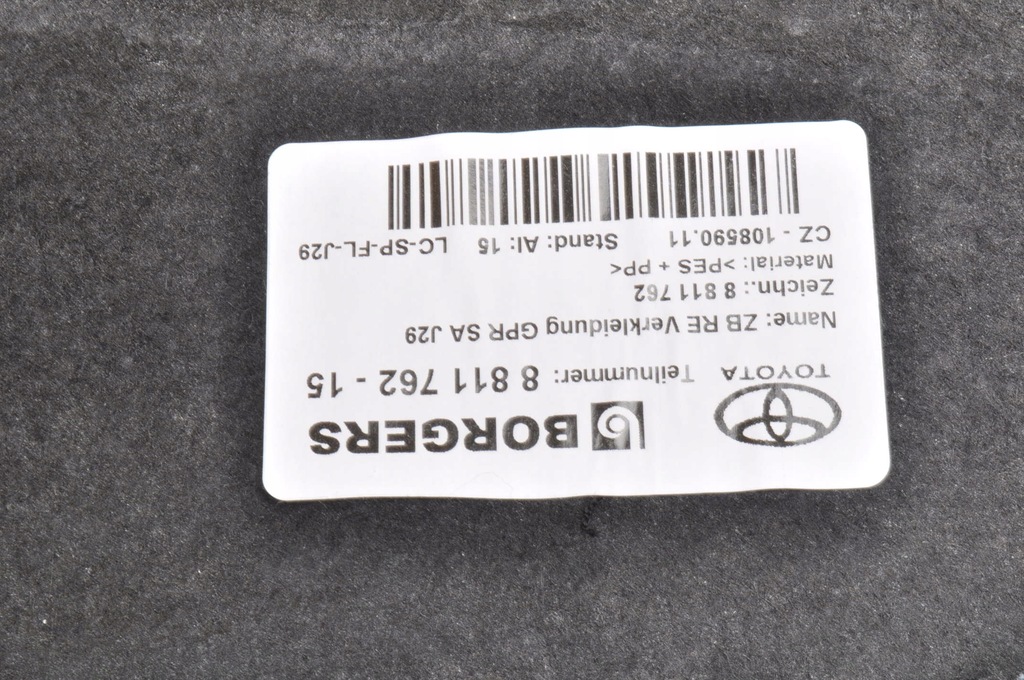 TOYOTA
BORGERS
Teilnummer: 8 811 762 - 15
Name: ZB RE Verkleidung GPR SA J29
Zeichn.: 8 811 762
Material: >PES + PP<
CZ - 108590.11 Stand: AI: 15 LC-SP-FL-J29